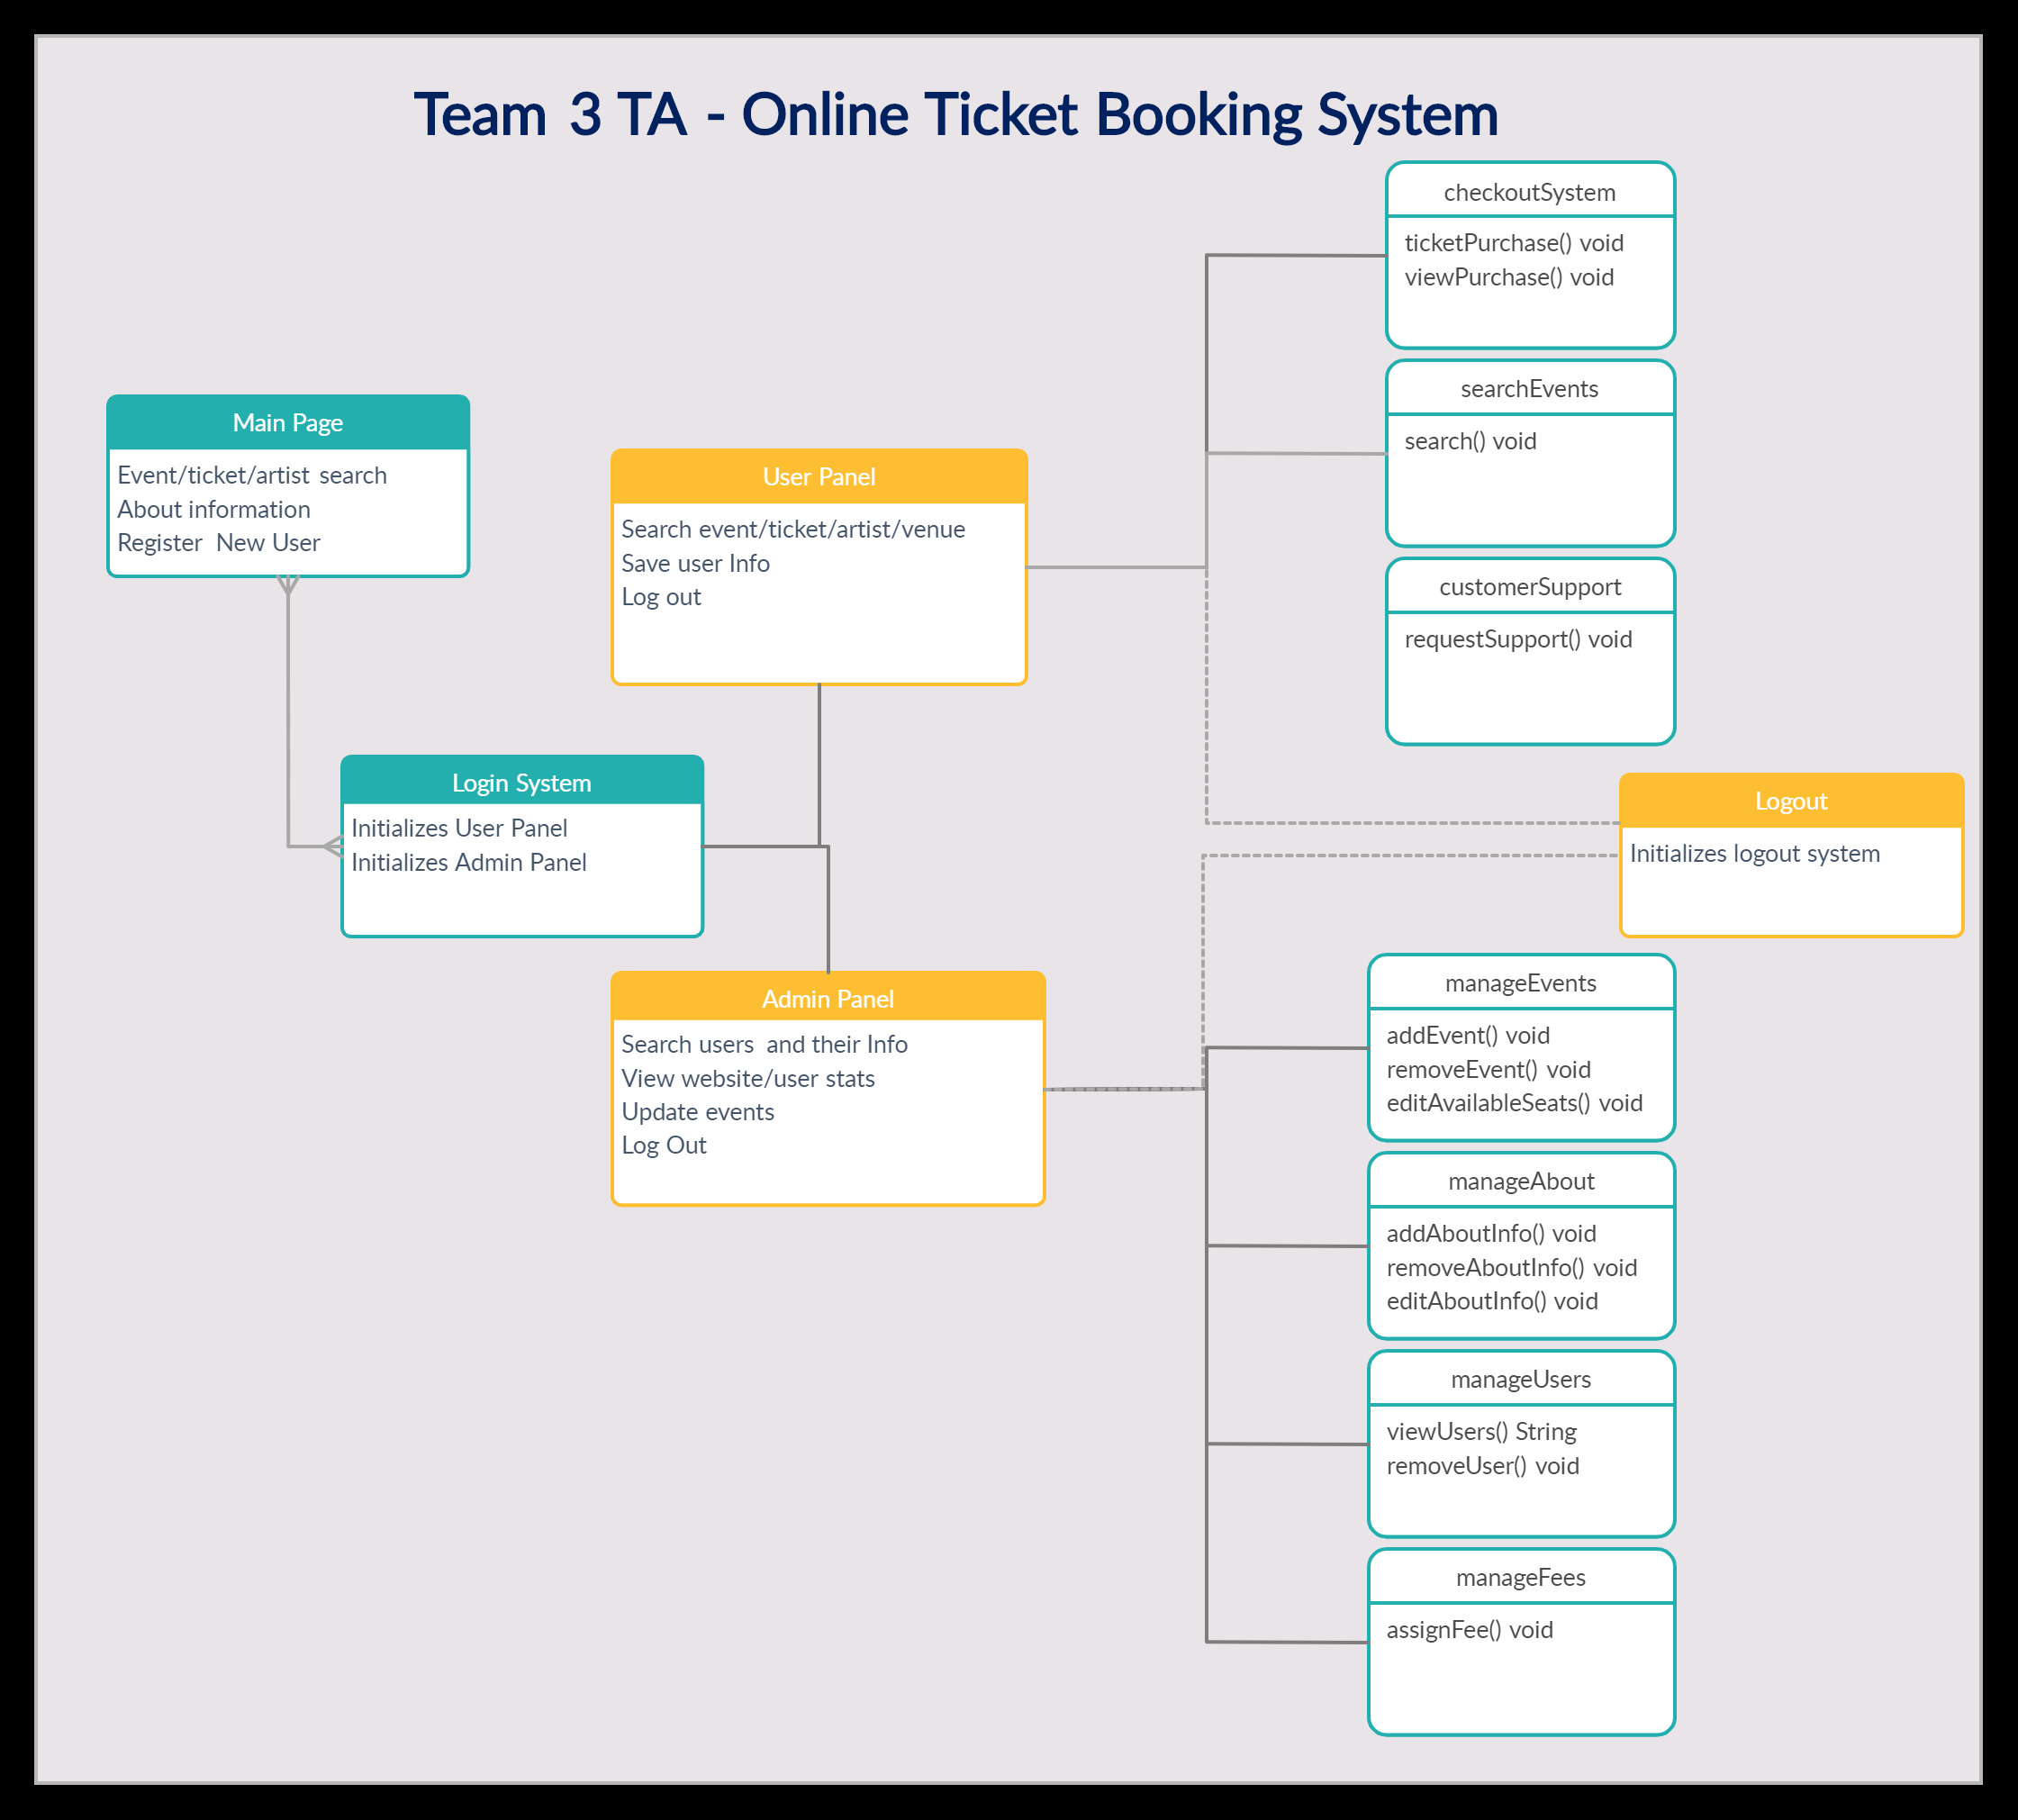 Team 3 TA - Online Ticket Booking System
checkoutSystem
ticketPurchase() void
viewPurchase() void
searchEvents
search() void
customerSupport
requestSupport() void
Main Page
Event/ticket/artist search
About information
Register New User
User Panel
Search event/ticket/artist/venue
Save user Info
Log out
Login System
Initializes User Panel
Initializes Admin Panel
Logout
Initializes logout system
Admin Panel
Search users and their Info
View website/user stats
Update events
Log Out
manageEvents
addEvent() void
removeEvent() void
editAvailableSeats() void
manageAbout
addAboutInfo() void
removeAboutInfo() void
editAboutInfo() void
manageUsers
viewUsers() String
removeUser() void
manageFees
assignFee() void